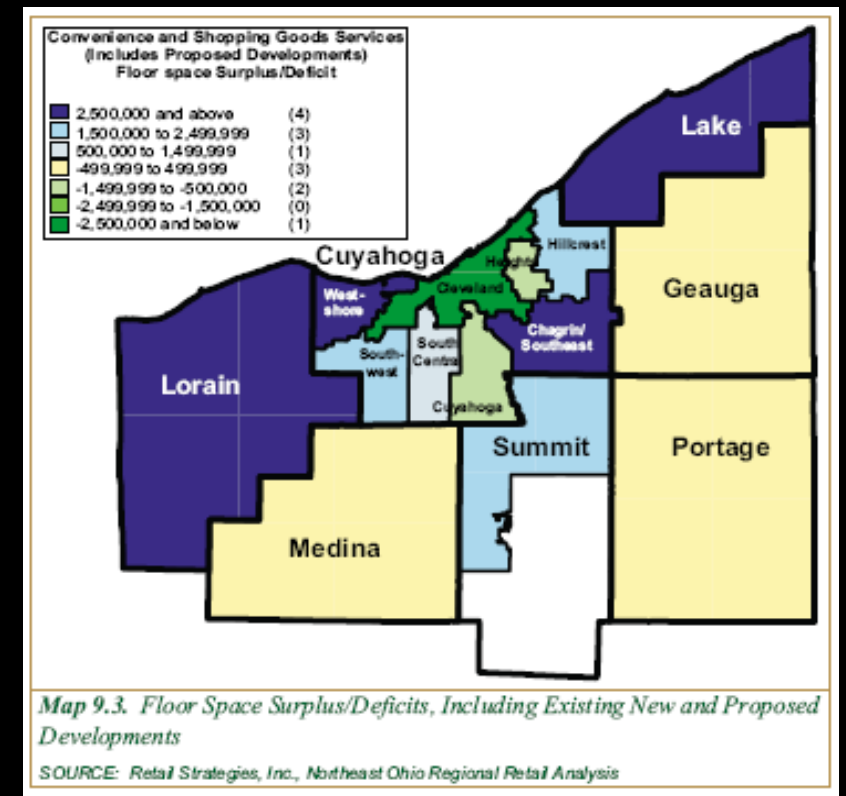 Convenience and Shopping Goods Services
(Includes Proposed Developments)
Floor space Surplus/Deficit
2,500,000 and above (4)
1,500,000 to 2,499,999 (3)
500,000 to 1,499,999 (1)
-499,999 to 499,999 (3)
-1,499,999 to -500,000 (2)
-2,499,999 to -1,500,000 (0)
-2,500,000 and below (1)
Lake
Cuyahoga
Hillcrest
Heights
West-
shore
Cleveland
Geauga
Chagrin/
Southeast
South-
west
South
Central
Lorain
Cuyahoga
Summit
Portage
Medina
Map 9.3. Floor Space Surplus/Deficits, Including Existing New and Proposed
Developments
SOURCE: Retail Strategies, Inc., Northeast Ohio Regional Retail Analysis